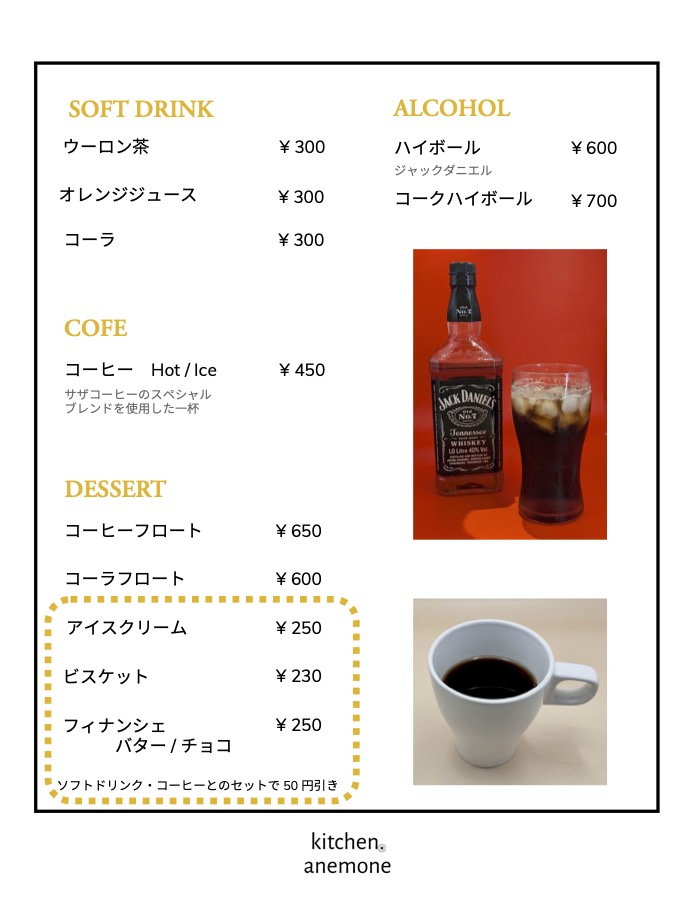 SOFT DRINK
ウーロン茶 ¥300
オレンジジュース ¥300
コーラ ¥300
COFE
コーヒー Hot / Ice ¥450
サザコーヒーのスペシャル
ブレンドを使用した一杯
DESSERT
コーヒーフロート ¥650
コーラフロート ¥600
アイスクリーム ¥250
ビスケット ¥230
フィナンシェ ¥250
バター / チョコ
ソフトドリンク・コーヒーとのセットで 50 円引き
ALCOHOL
ハイボール ¥600
ジャックダニエル
コークハイボール ¥700
OLD
No.7
JACK DANIEL'S
OLD
No.7
Tennessee
WHISKEY
1,0 Litre 40% Vol.
kitchen.
anemone